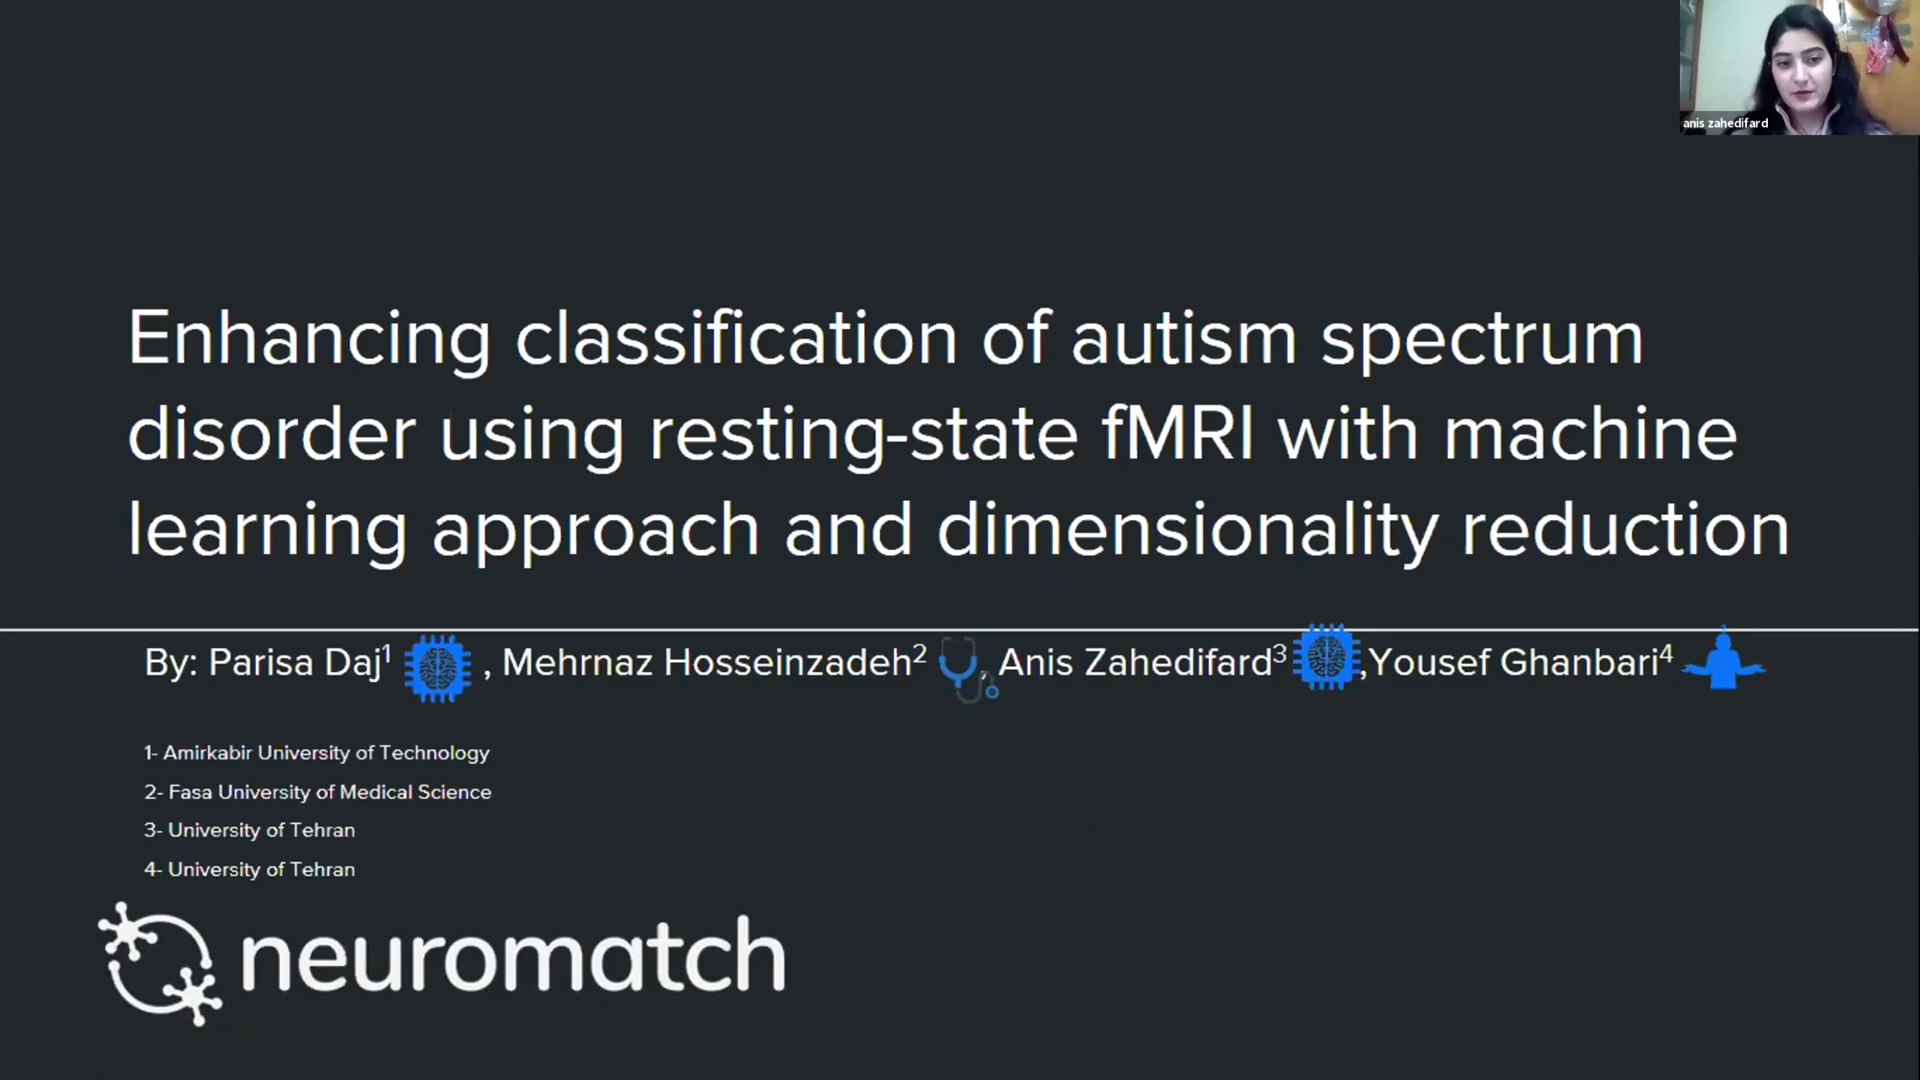 anis zahedifard
Enhancing classification of autism spectrum
disorder using resting-state fMRI with machine
learning approach and dimensionality reduction
By: Parisa Daj¹ , Mehrnaz Hosseinzadeh² , Anis Zahedifard³ ,Yousef Ghanbari⁴
1- Amirkabir University of Technology
2- Fasa University of Medical Science
3- University of Tehran
4- University of Tehran
neuromatch